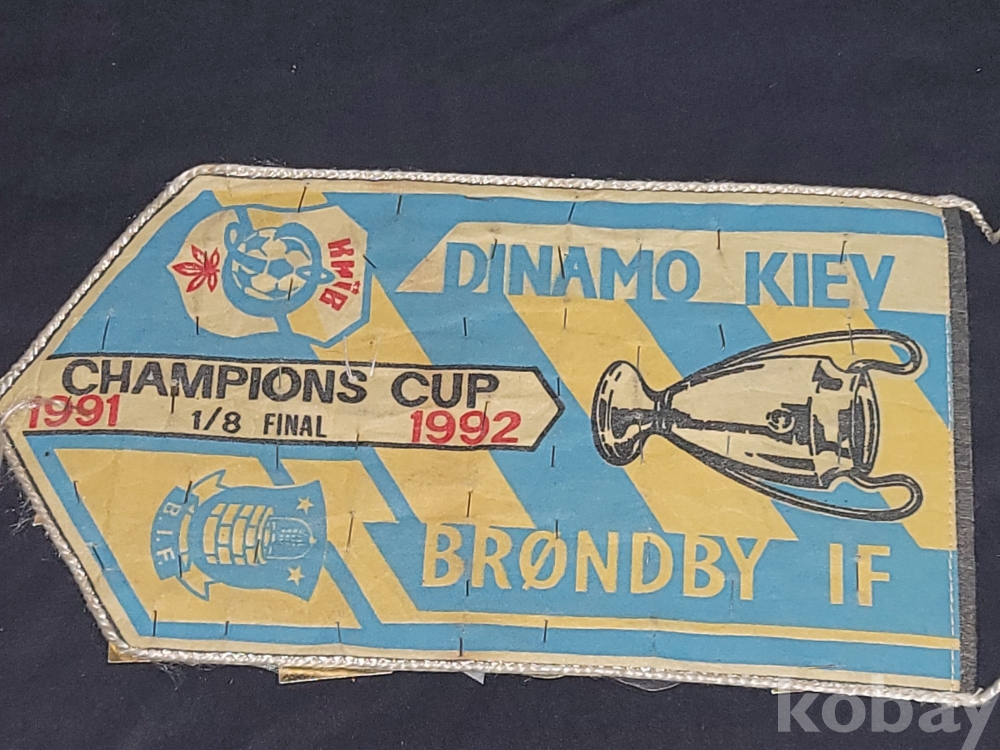 Київ
DINAMO KIEV
CHAMPIONS CUP
1991 1/8 FINAL 1992
B.I.F.
BRØNDBY IF
kobay